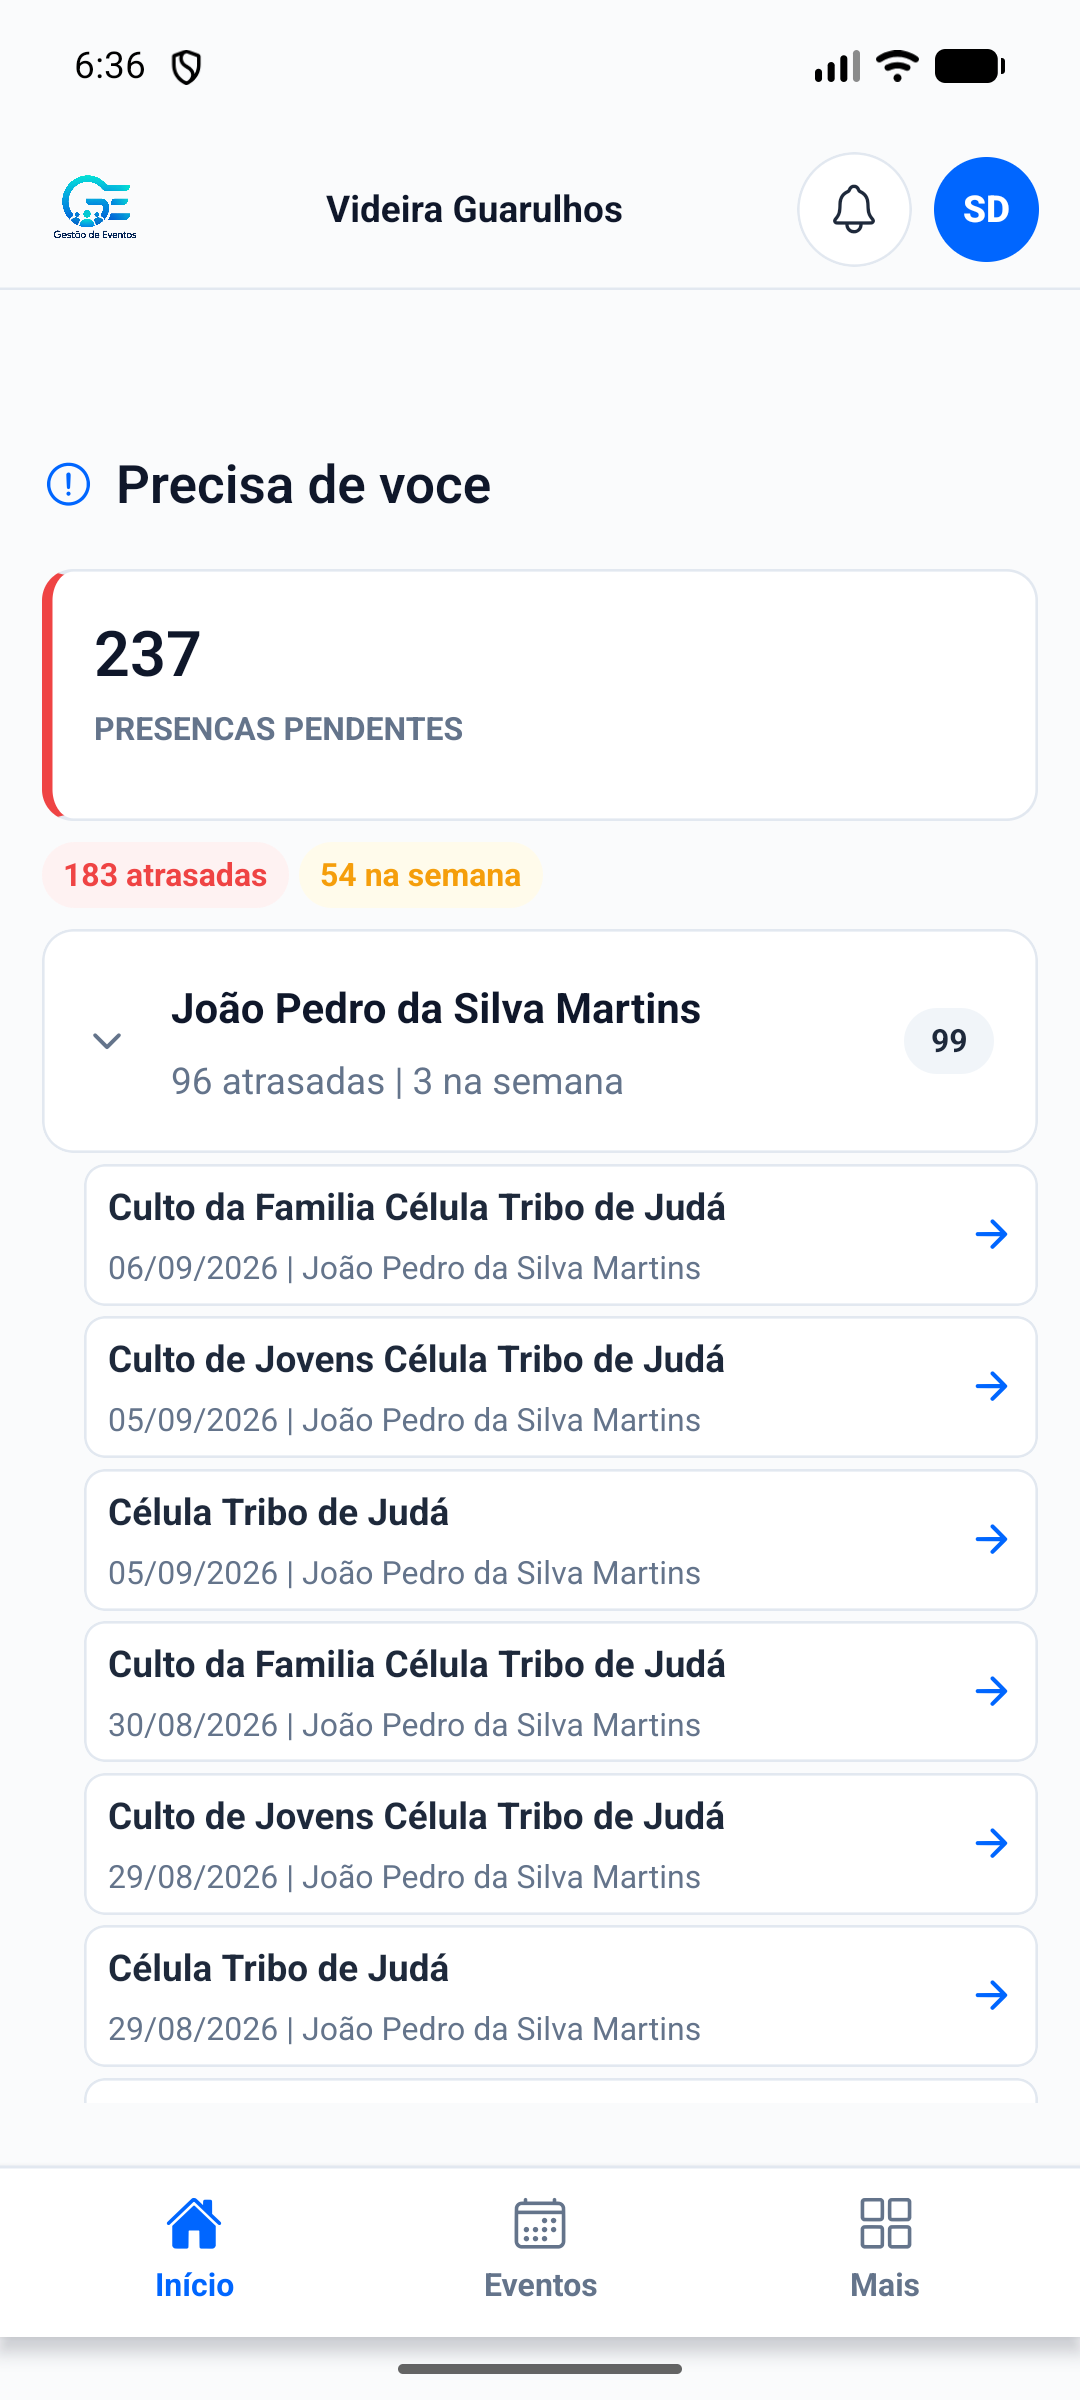 6:36
Gestão de Eventos
Videira Guarulhos
SD
Precisa de voce
237
PRESENCAS PENDENTES
183 atrasadas
54 na semana
João Pedro da Silva Martins
96 atrasadas | 3 na semana
99
Culto da Familia Célula Tribo de Judá
06/09/2026 | João Pedro da Silva Martins
Culto de Jovens Célula Tribo de Judá
05/09/2026 | João Pedro da Silva Martins
Célula Tribo de Judá
05/09/2026 | João Pedro da Silva Martins
Culto da Familia Célula Tribo de Judá
30/08/2026 | João Pedro da Silva Martins
Culto de Jovens Célula Tribo de Judá
29/08/2026 | João Pedro da Silva Martins
Célula Tribo de Judá
29/08/2026 | João Pedro da Silva Martins
Início
Eventos
Mais